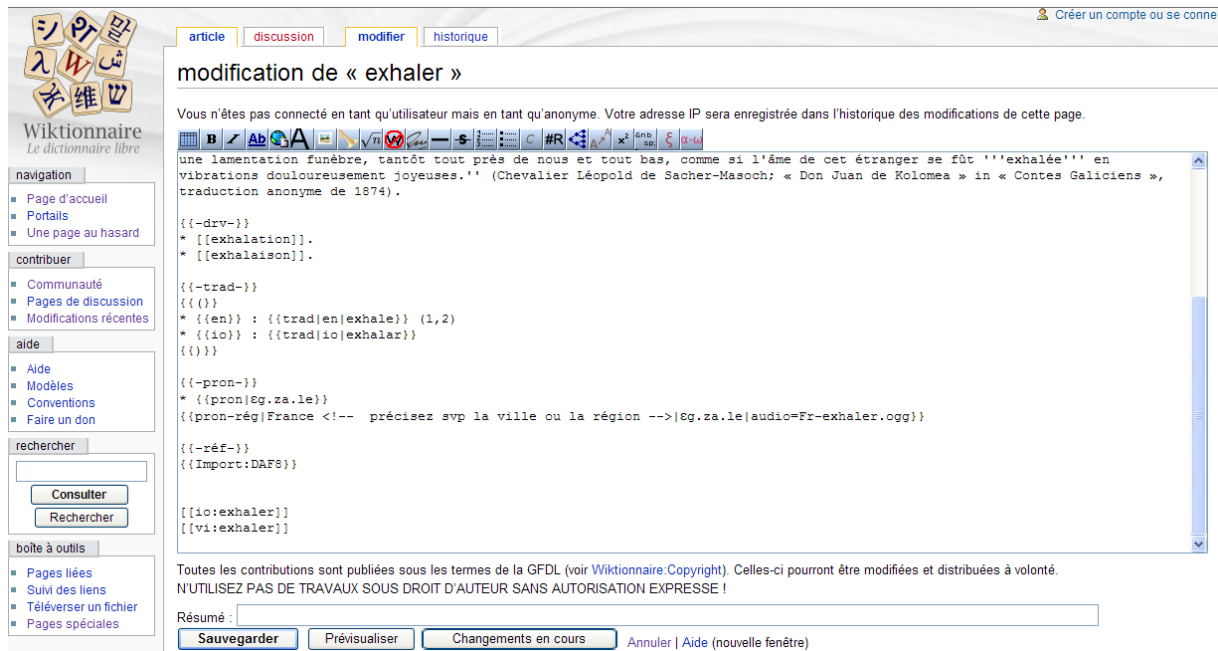 Créer un compte ou se conne
article discussion modifier historique
modification de « exhaler »
Vous n'êtes pas connecté en tant qu'utilisateur mais en tant qu'anonyme. Votre adresse IP sera enregistrée dans l'historique des modifications de cette page.
une lamentation funèbre, tantôt tout près de nous et tout bas, comme si l'âme de cet étranger se fût '''exhalée''' en
vibrations douloureusement joyeuses.'' (Chevalier Léopold de Sacher-Masoch; « Don Juan de Kolomea » in « Contes Galiciens »,
traduction anonyme de 1874).
{{-drv-}}
* [[exhalation]].
* [[exhalaison]].
{{-trad-}}
{{(}}
* {{en}} : {{trad|en|exhale}} (1,2)
* {{io}} : {{trad|io|exhalar}}
{{)}}
{{-pron-}}
* {{pron|ɛg.za.le}}
{{pron-rég|France <!--  précisez svp la ville ou la région -->|ɛg.za.le|audio=Fr-exhaler.ogg}}
{{-réf-}}
{{Import:DAF8}}
[[io:exhaler]]
[[vi:exhaler]]
Toutes les contributions sont publiées sous les termes de la GFDL (voir Wiktionnaire:Copyright). Celles-ci pourront être modifiées et distribuées à volonté.
N'UTILISEZ PAS DE TRAVAUX SOUS DROIT D'AUTEUR SANS AUTORISATION EXPRESSE !
Résumé :
Sauvegarder Prévisualiser Changements en cours Annuler | Aide (nouvelle fenêtre)
シ
말
λ
W
维
ש
Wiktionnaire
Le dictionnaire libre
navigation
Page d'accueil
Portails
Une page au hasard
contribuer
Communauté
Pages de discussion
Modifications récentes
aide
Aide
Modèles
Conventions
Faire un don
rechercher
Consulter
Rechercher
boîte à outils
Pages liées
Suivi des liens
Téléverser un fichier
Pages spéciales